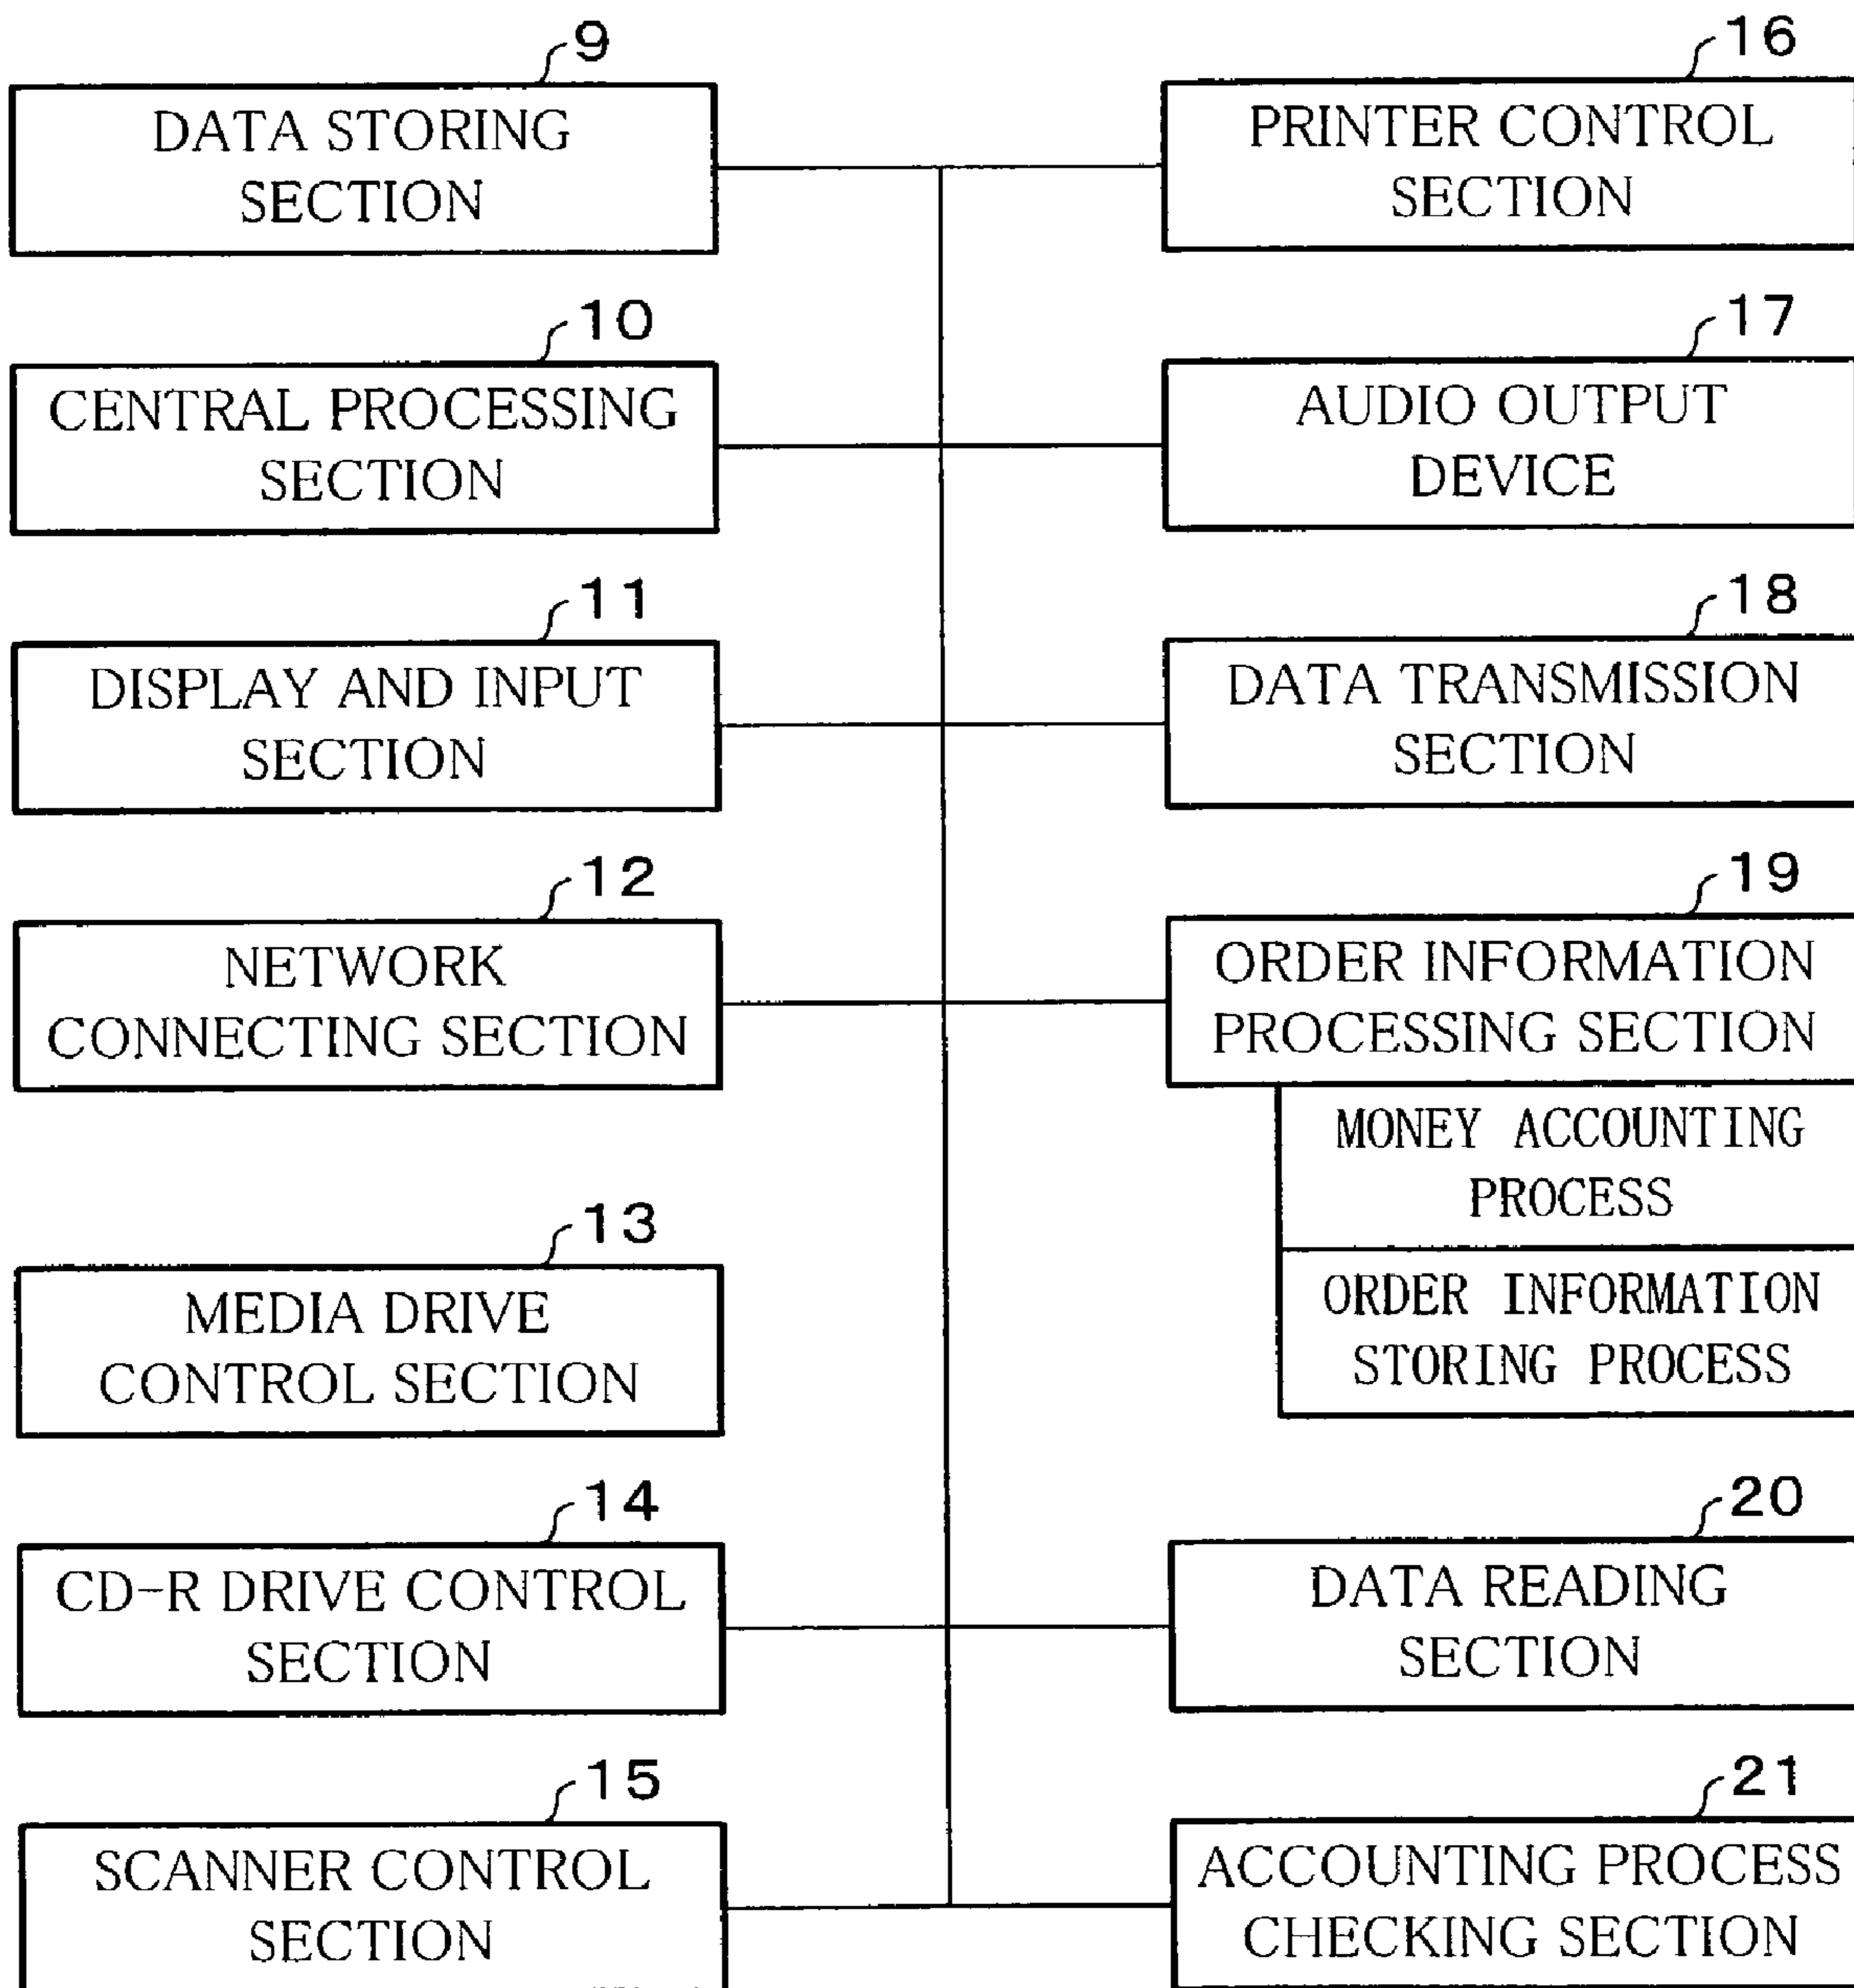 9
DATA STORING
SECTION
10
CENTRAL PROCESSING
SECTION
11
DISPLAY AND INPUT
SECTION
12
NETWORK
CONNECTING SECTION
13
MEDIA DRIVE
CONTROL SECTION
14
CD-R DRIVE CONTROL
SECTION
15
SCANNER CONTROL
SECTION
16
PRINTER CONTROL
SECTION
17
AUDIO OUTPUT
DEVICE
18
DATA TRANSMISSION
SECTION
19
ORDER INFORMATION
PROCESSING SECTION
MONEY ACCOUNTING
PROCESS
ORDER INFORMATION
STORING PROCESS
20
DATA READING
SECTION
21
ACCOUNTING PROCESS
CHECKING SECTION